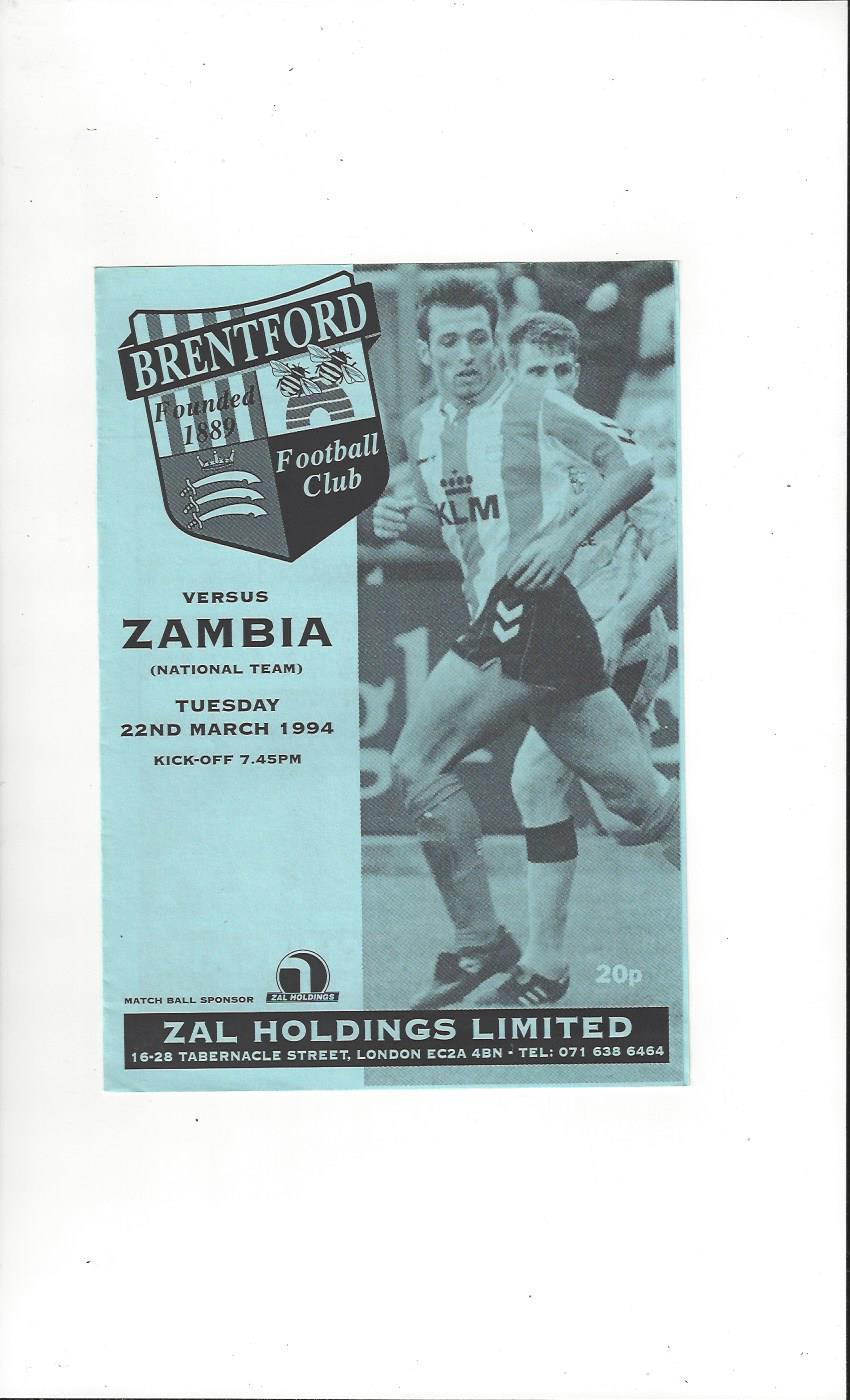 BRENTFORD
Founded
1889
Football
Club
KLM
VERSUS
ZAMBIA
(NATIONAL TEAM)
TUESDAY
22ND MARCH 1994
KICK-OFF 7.45PM
20p
MATCH BALL SPONSOR
ZAL HOLDINGS
ZAL HOLDINGS LIMITED
16-28 TABERNACLE STREET, LONDON EC2A 4BN - TEL: 071 638 6464